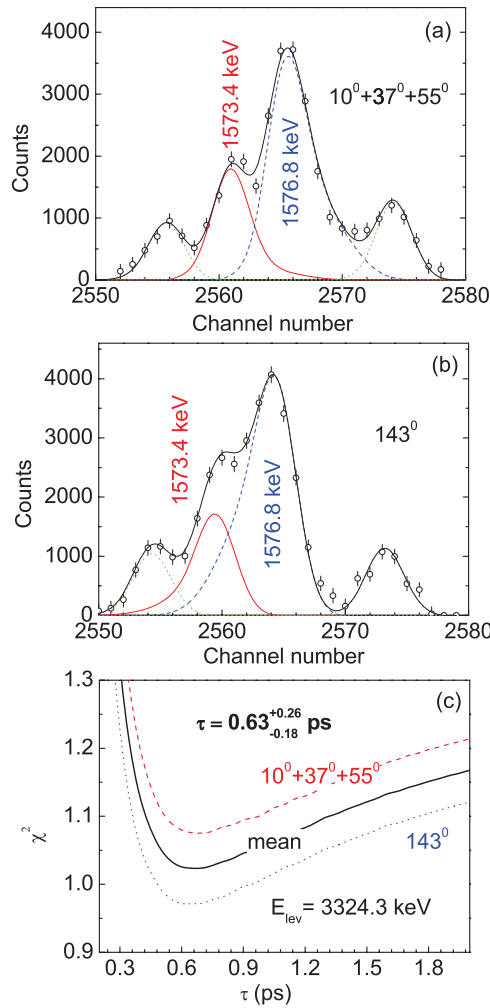 (a)
4000
3000
2000
1000
0
Counts
1573.4 keV
1576.8 keV
10⁰+37⁰+55⁰
2550 2560 2570 2580
Channel number
(b)
4000
3000
2000
1000
0
Counts
1573.4 keV
1576.8 keV
143⁰
2550 2560 2570 2580
Channel number
(c)
1.3
1.2
1.1
1.0
0.9
χ²
τ = 0.63 +0.26 -0.18 ps
10⁰+37⁰+55⁰
mean
143⁰
E lev = 3324.3 keV
0.3 0.6 0.9 1.2 1.5 1.8
τ (ps)